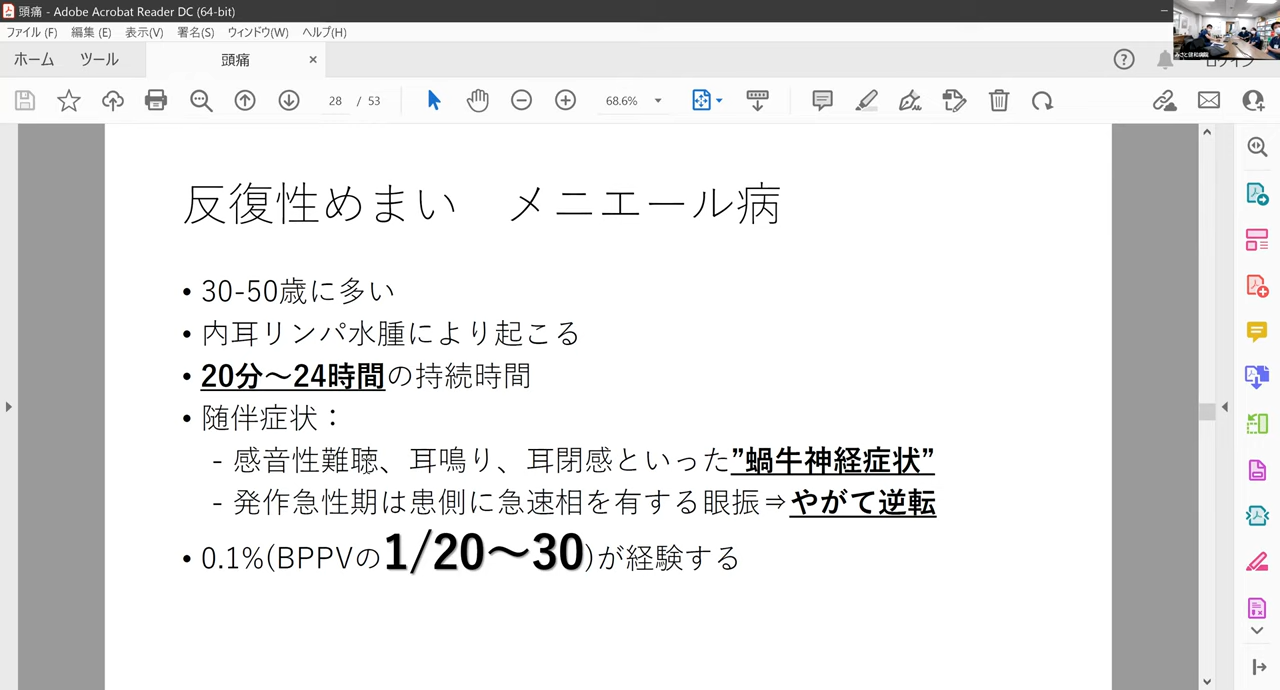 頭痛 - Adobe Acrobat Reader DC (64-bit)
ファイル (F) 編集 (E) 表示(V) 署名(S) ウィンドウ(W) ヘルプ(H)
ホーム ツール 頭痛 × ログイン
みさと健和病院
28 / 53 68.6%
反復性めまい メニエール病
• 30-50歳に多い
• 内耳リンパ水腫により起こる
• 20分〜24時間の持続時間
• 随伴症状：
- 感音性難聴、耳鳴り、耳閉感といった”蝸牛神経症状”
- 発作急性期は患側に急速相を有する眼振⇒やがて逆転
• 0.1%(BPPVの1/20〜30)が経験する